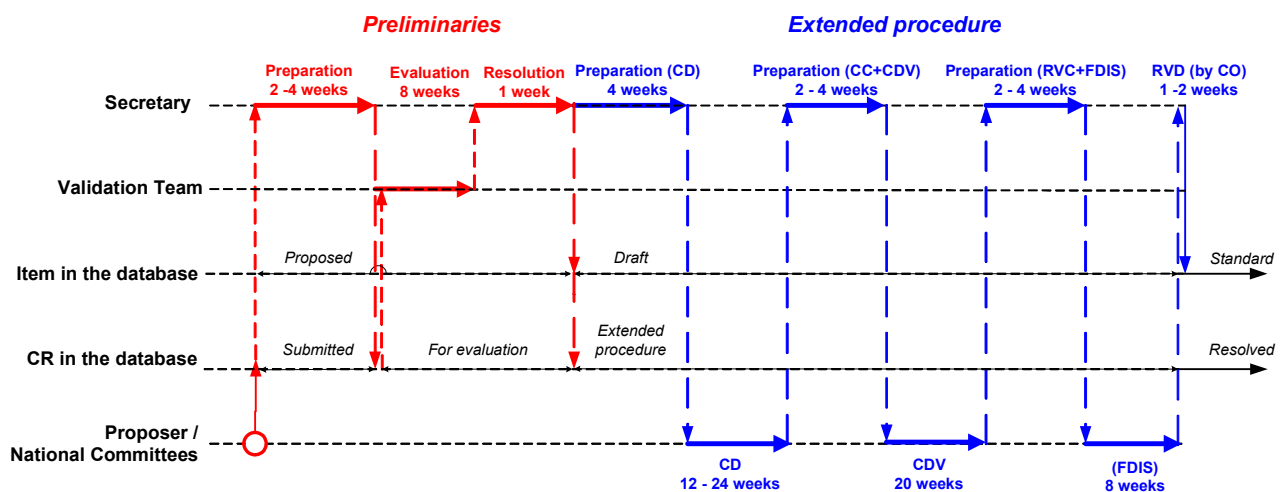 Preliminaries
Extended procedure
Preparation
2 -4 weeks
Evaluation
8 weeks
Resolution
1 week
Preparation (CD)
4 weeks
Preparation (CC+CDV)
2 - 4 weeks
Preparation (RVC+FDIS)
2 - 4 weeks
RVD (by CO)
1 -2 weeks
Secretary
Validation Team
Item in the database
Proposed
Draft
Standard
CR in the database
Submitted
For evaluation
Extended
procedure
Resolved
Proposer /
National Committees
CD
12 - 24 weeks
CDV
20 weeks
(FDIS)
8 weeks